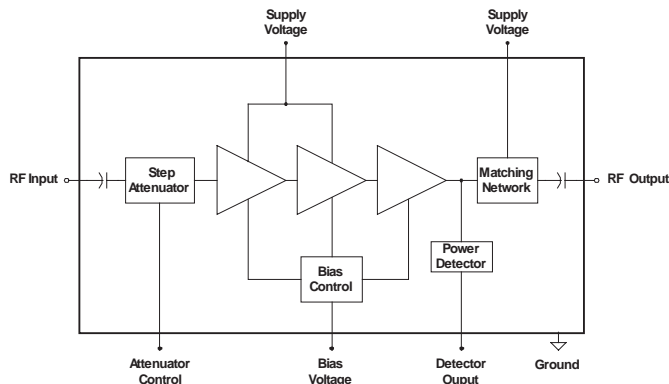 Supply
Voltage
Supply
Voltage
RF Input
Step
Attenuator
Matching
Network
RF Output
Power
Detector
Bias
Control
Attenuator
Control
Bias
Voltage
Detector
Ouput
Ground